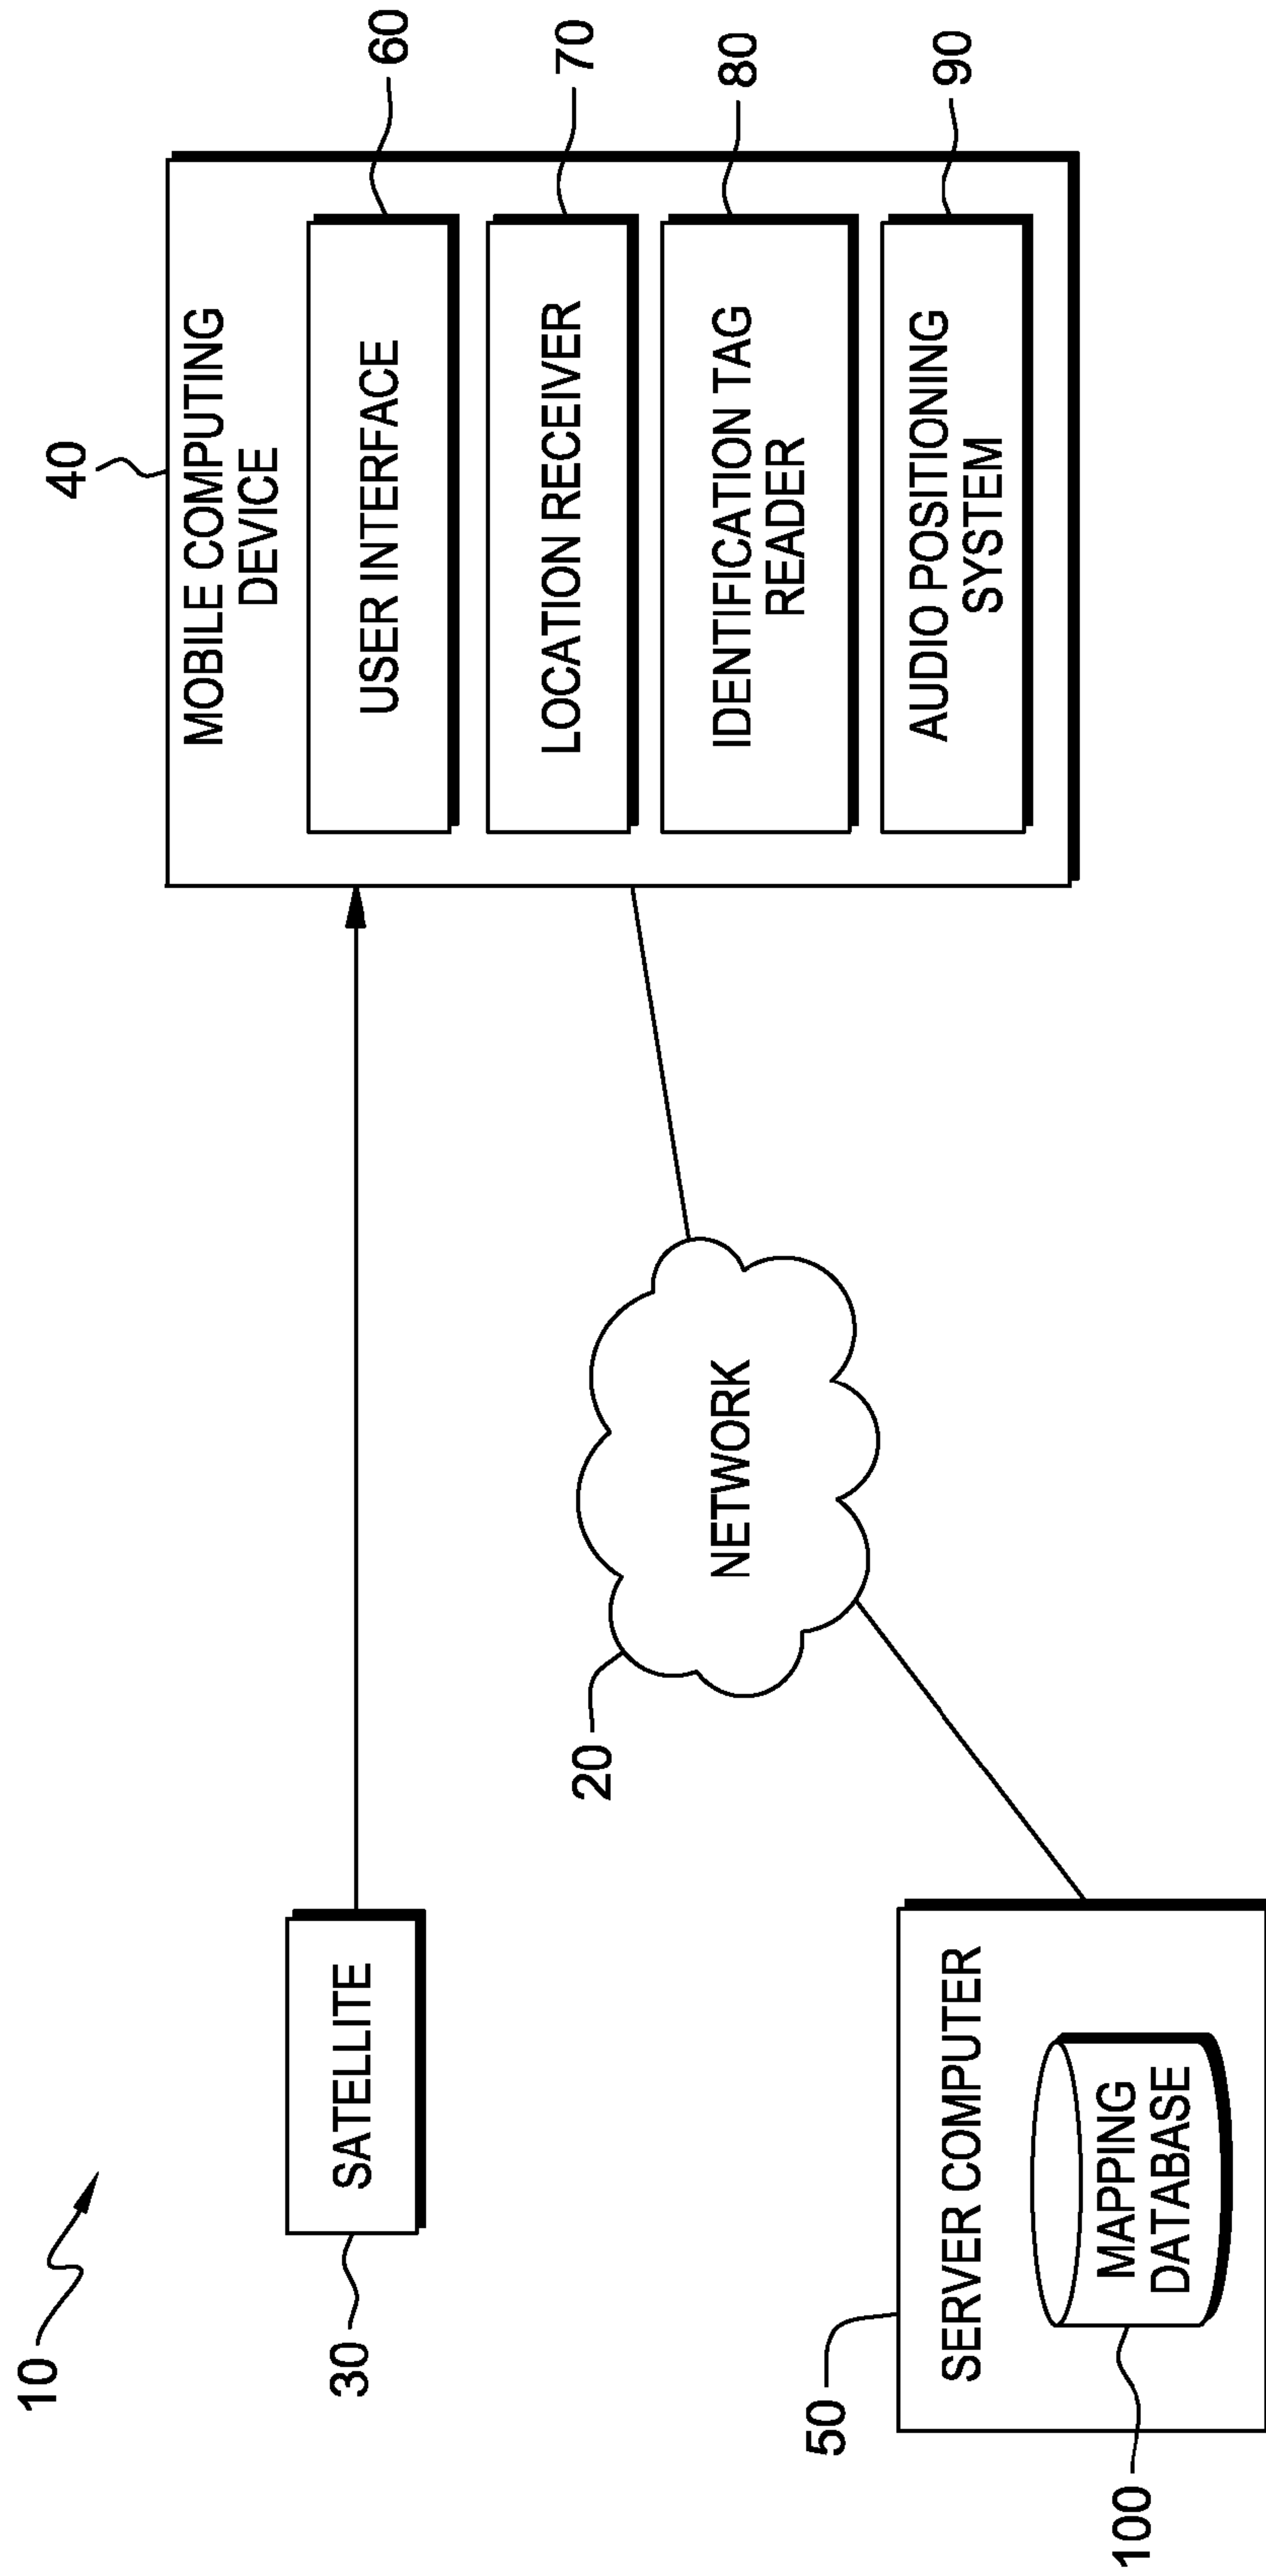 10
30
SATELLITE
40
MOBILE COMPUTING
DEVICE
USER INTERFACE
60
LOCATION RECEIVER
70
IDENTIFICATION TAG
READER
80
AUDIO POSITIONING
SYSTEM
90
20
NETWORK
50
SERVER COMPUTER
MAPPING
DATABASE
100